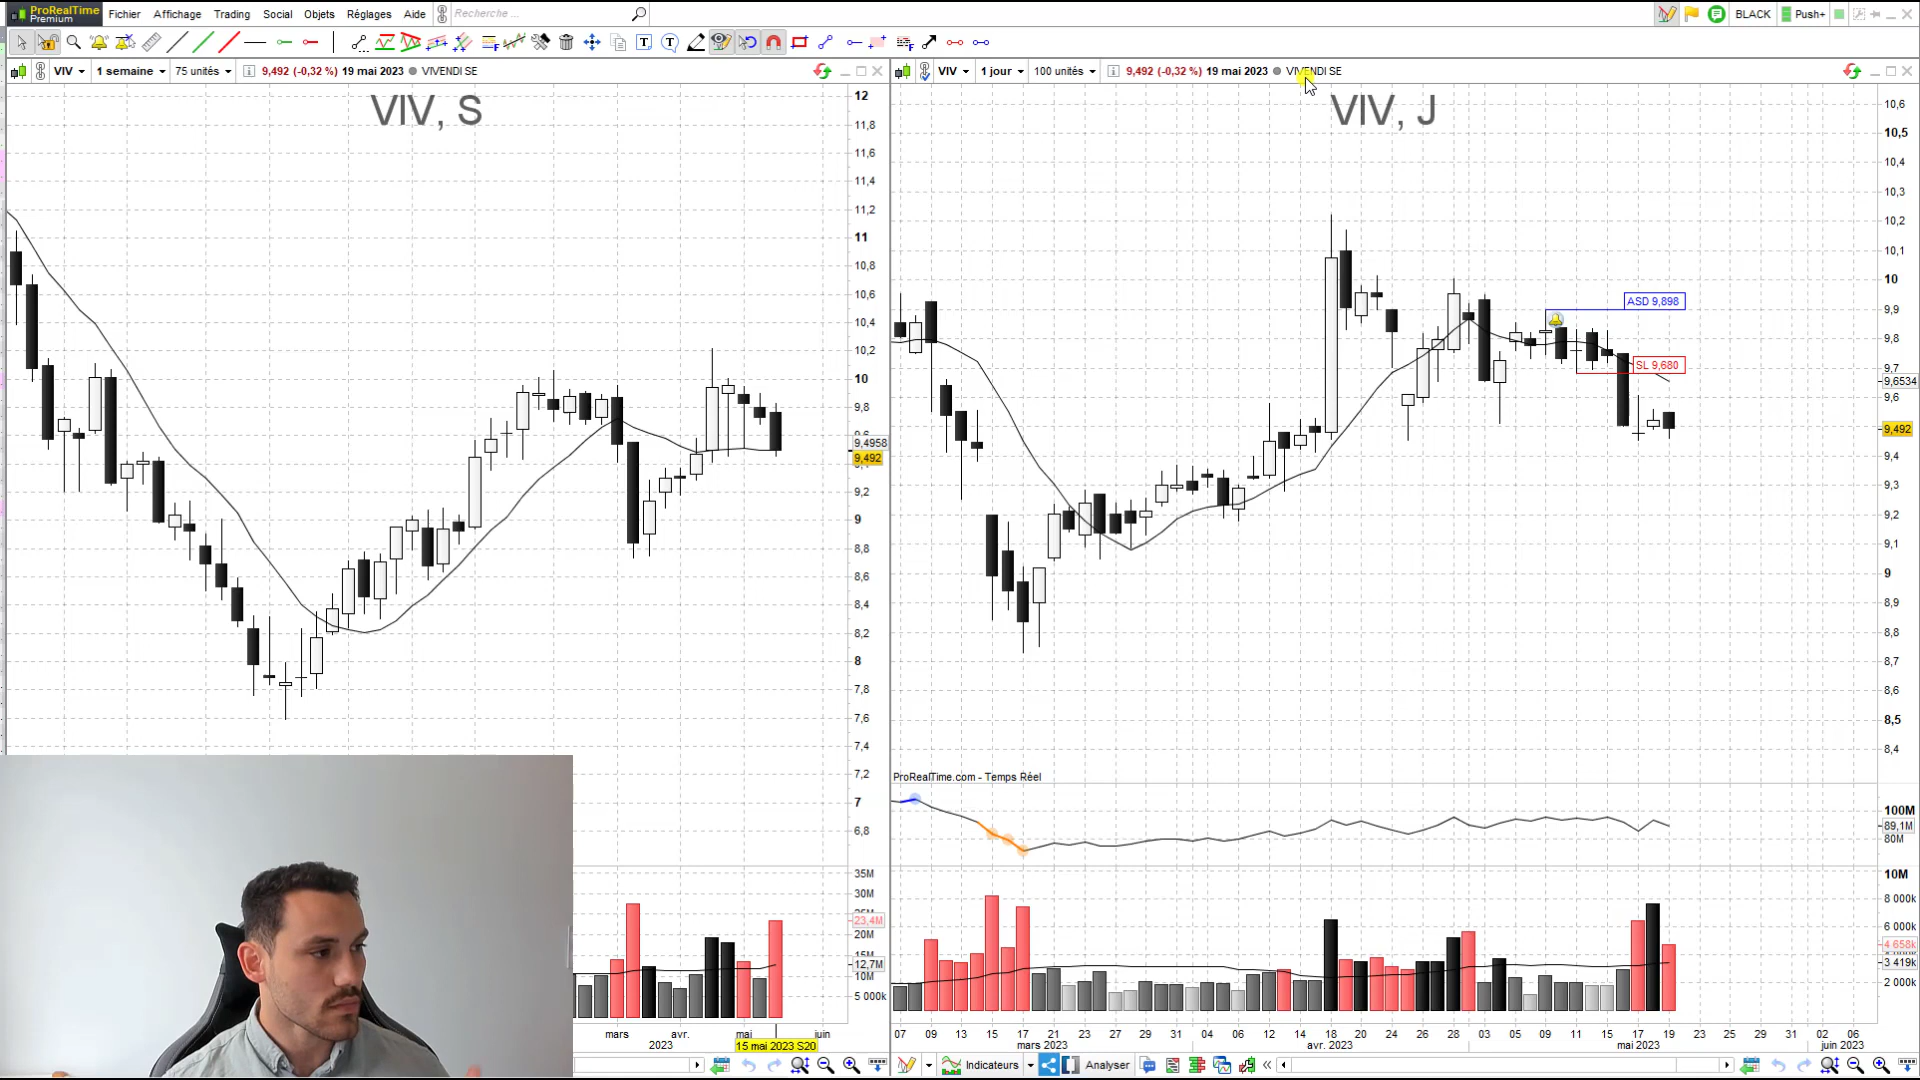 ProRealTime
Premium
Fichier Affichage Trading Social Objets Réglages Aide Recherche ... BLACK Push+
VIV 1 semaine 75 unités 9,492 (-0,32 %) 19 mai 2023 VIVENDI SE
VIV 1 jour 100 unités 9,492 (-0,32 %) 19 mai 2023 VIVENDI SE
VIV, S
12
11,8
11,6
11,4
11,2
11
10,8
10,6
10,4
10,2
10
9,8
9,4958
9,492
9,2
9
8,8
8,6
8,4
8,2
8
7,8
7,6
7,4
7,2
7
6,8
35M
30M
23,4M
20M
12,7M
10M
5 000k
mars avr. mai juin
2023
15 mai 2023 S20
VIV, J
10,6
10,5
10,4
10,3
10,2
10,1
10
9,9
9,8
9,7
9,6534
9,6
9,492
9,4
9,3
9,2
9,1
9
8,9
8,8
8,7
8,6
8,5
8,4
ASD 9,898
SL 9,680
ProRealTime.com - Temps Réel
100M
89,1M
80M
10M
8 000k
6 000k
4 658k
3 419k
2 000k
07 09 13 15 17 21 23 27 29 31 04 06 12 14 18 20 24 26 28 03 05 09 11 15 17 19 23 25 29 31 02 06
mars 2023 avr. 2023 mai 2023 juin 2023
Indicateurs Analyser